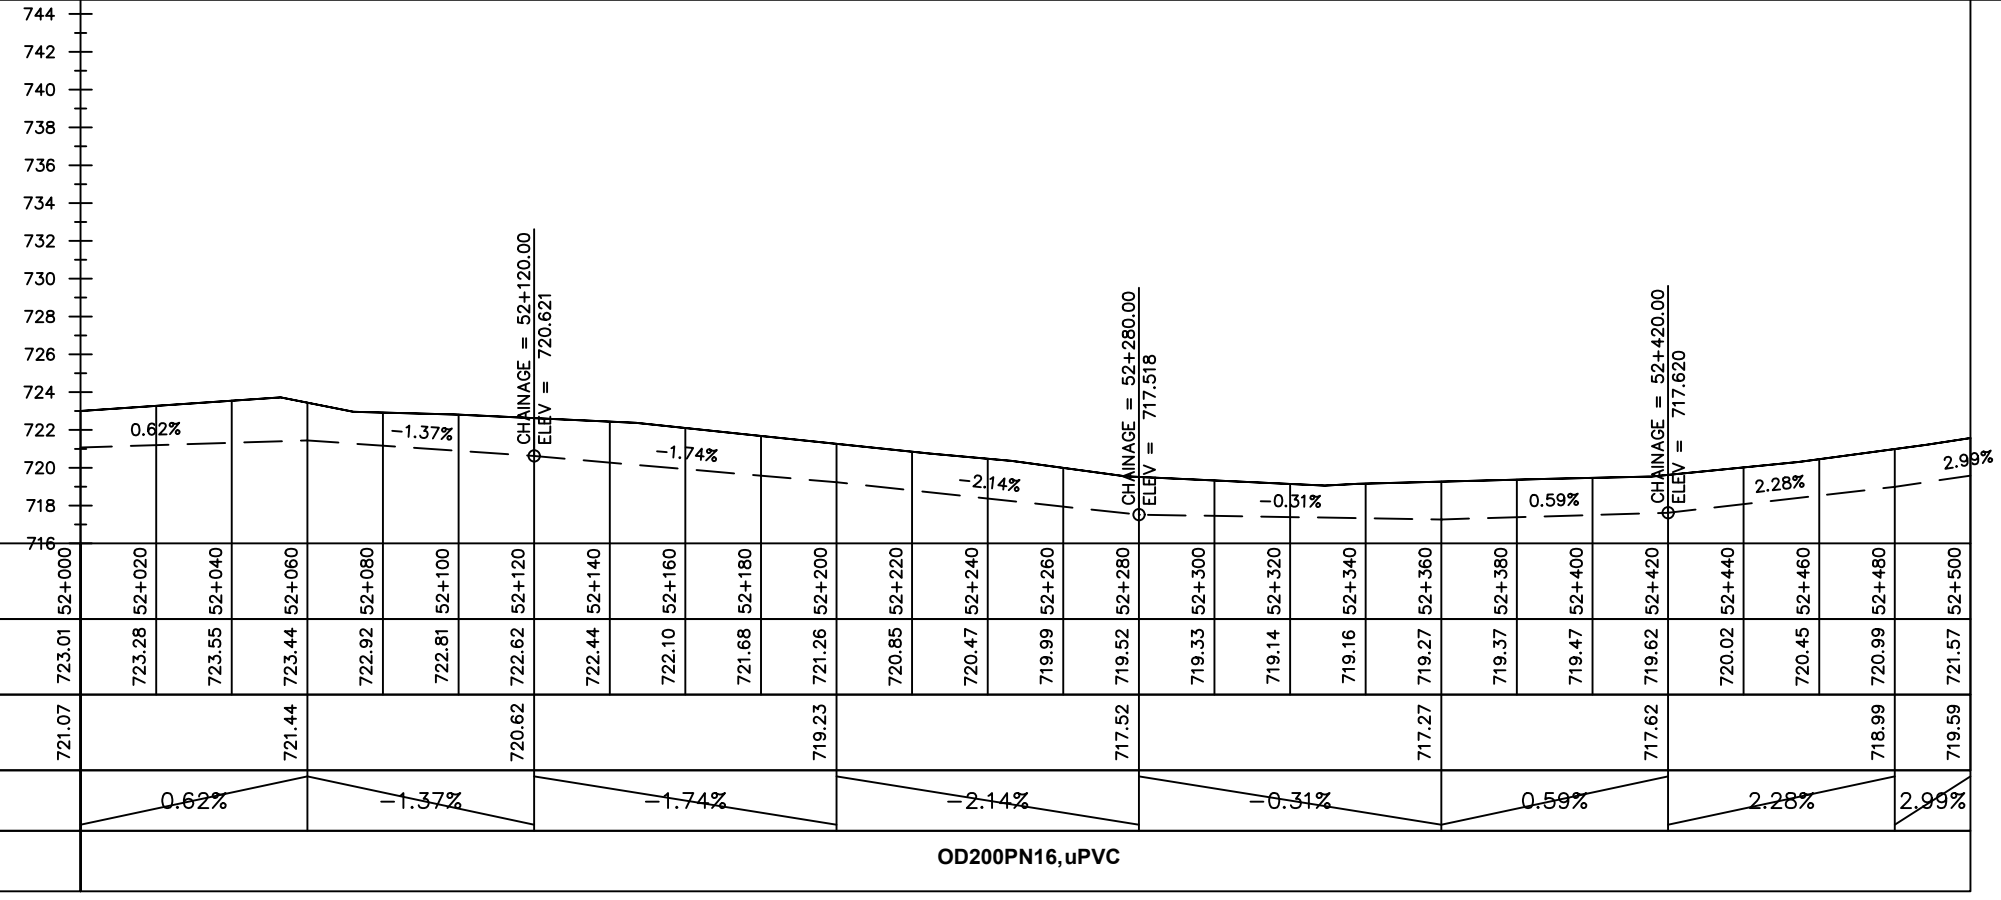 744
742
740
738
736
734
732
730
728
726
724
722
720
718
716
CHAINAGE = 52+120.00
ELEV = 720.621
CHAINAGE = 52+280.00
ELEV = 717.518
CHAINAGE = 52+420.00
ELEV = 717.620
0.62%
-1.37%
-1.74%
-2.14%
-0.31%
0.59%
2.28%
2.99%
52+000 52+020 52+040 52+060 52+080 52+100 52+120 52+140 52+160 52+180 52+200 52+220 52+240 52+260 52+280 52+300 52+320 52+340 52+360 52+380 52+400 52+420 52+440 52+460 52+480 52+500
723.01 723.28 723.55 723.44 722.92 722.81 722.62 722.44 722.10 721.68 721.26 720.85 720.47 719.99 719.52 719.33 719.14 719.16 719.27 719.37 719.47 719.62 720.02 720.45 720.99 721.57
721.07 721.44 720.62 719.23 717.52 717.27 717.62 718.99 719.59
0.62% -1.37% -1.74% -2.14% -0.31% 0.59% 2.28% 2.99%
OD200PN16,uPVC